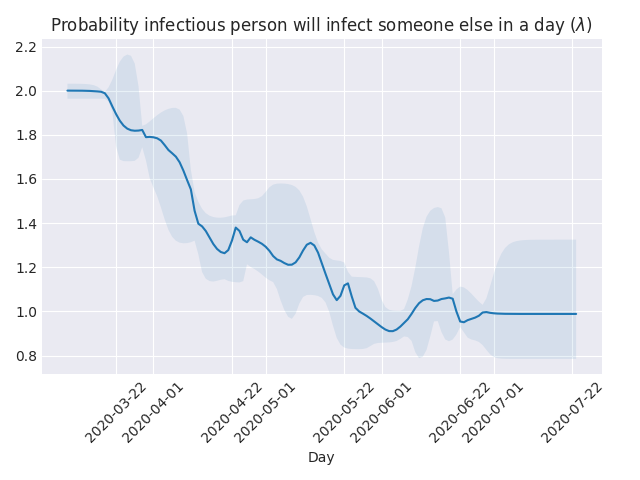 Probability infectious person will infect someone else in a day (λ)
2.2
2.0
1.8
1.6
1.4
1.2
1.0
0.8
2020-03-22 2020-04-01 2020-04-22 2020-05-01 2020-05-22 2020-06-01 2020-06-22 2020-07-01 2020-07-22
Day